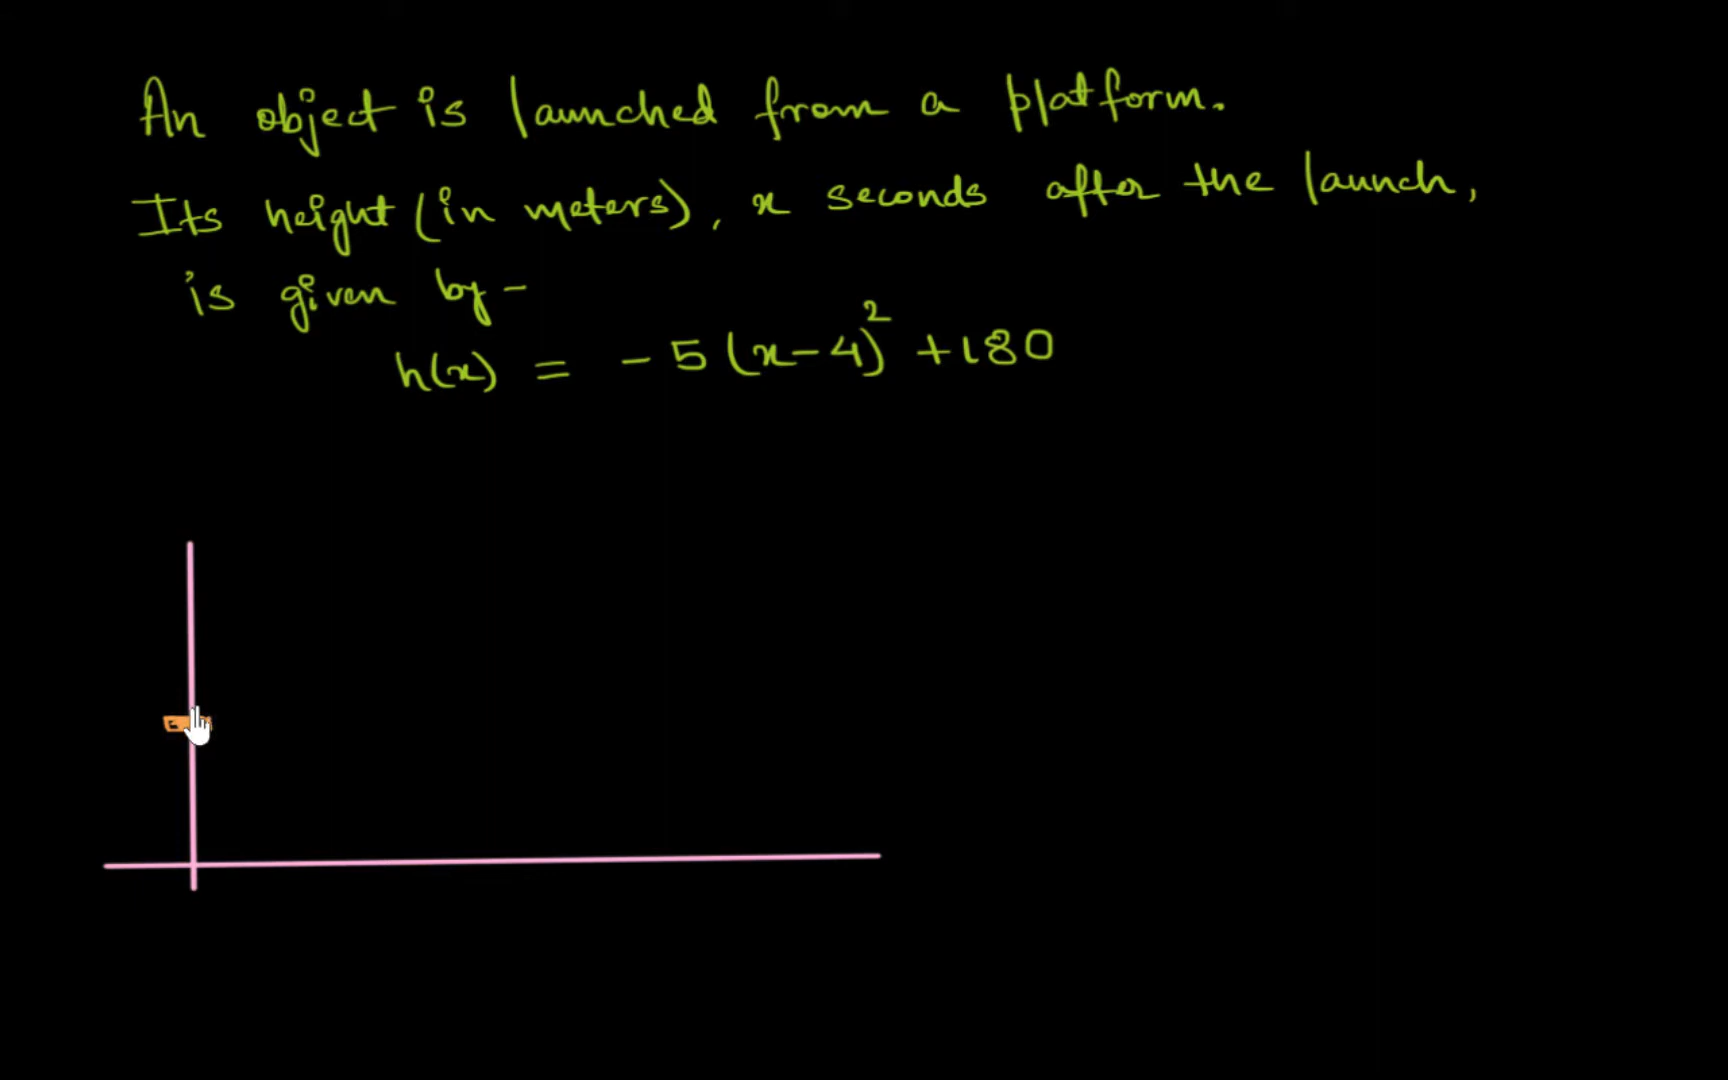 An object is launched from a platform.
Its height (in meters), x seconds after the launch,
is given by -
h(x) = - 5 (x-4)² + 180